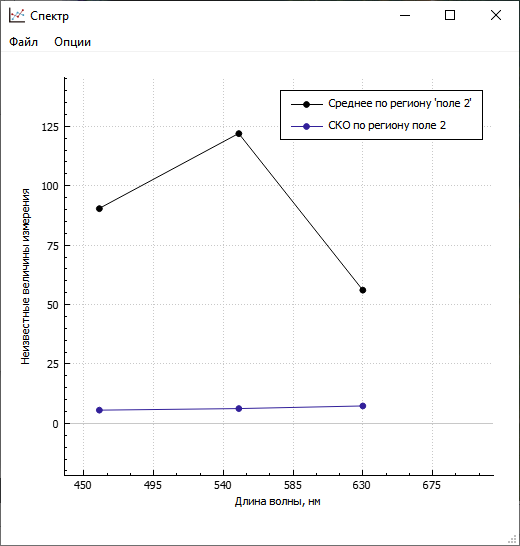 Спектр
Файл Опции
Среднее по региону 'поле 2'
СКО по региону поле 2
Неизвестные величины измерения
125
100
75
50
25
0
450 495 540 585 630 675
Длина волны, нм